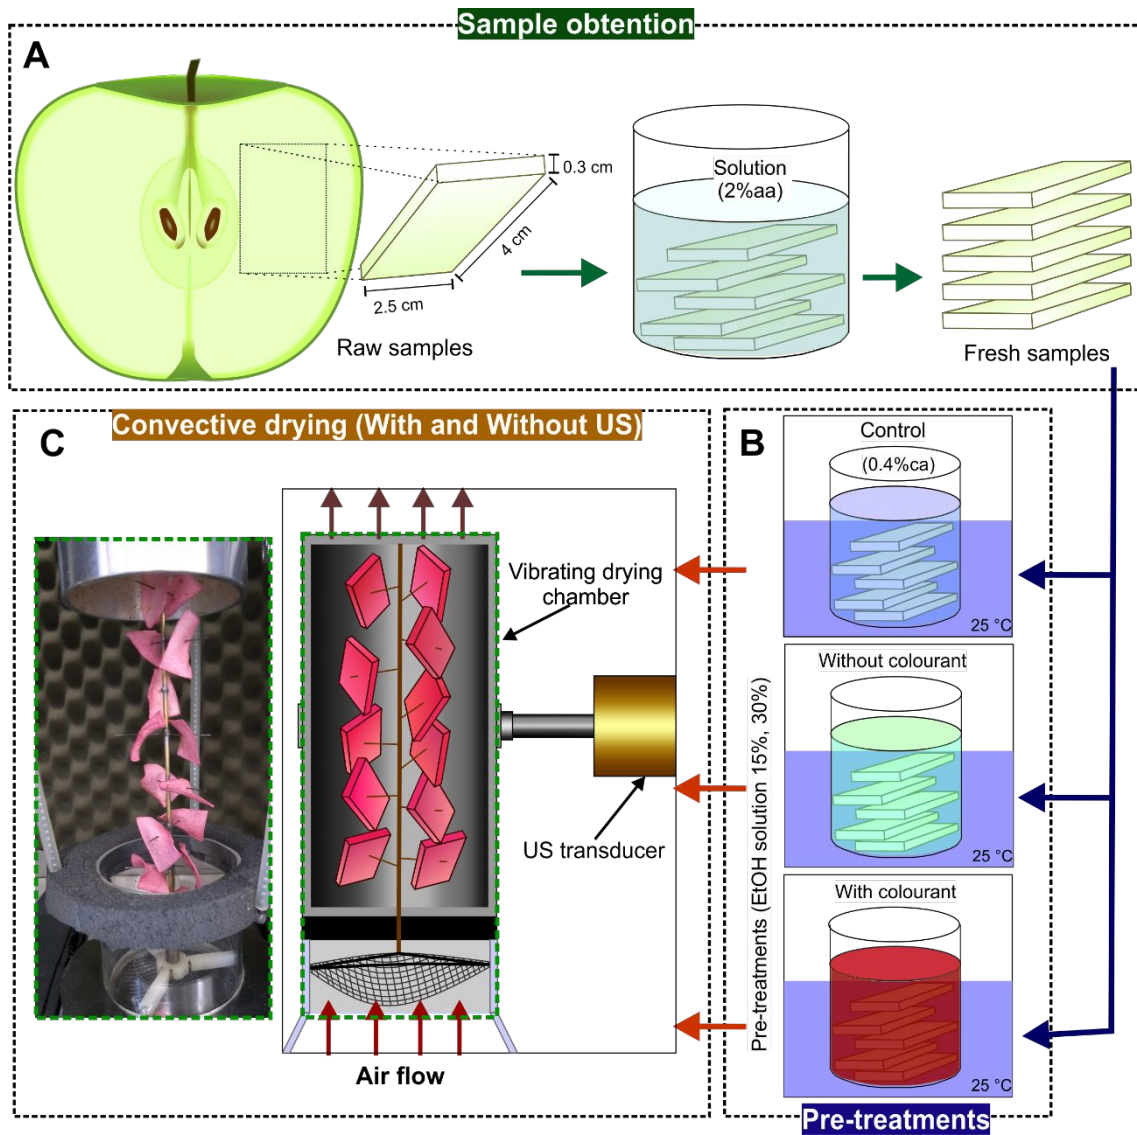 Sample obtention
A
0.3 cm
4 cm
2.5 cm
Raw samples
Solution
(2%aa)
Fresh samples
Convective drying (With and Without US)
C
Vibrating drying
chamber
US transducer
Air flow
B
Control
(0.4%ca)
25 °C
Without colourant
25 °C
With colourant
25 °C
Pre-treatments (EtOH solution 15%, 30%)
Pre-treatments